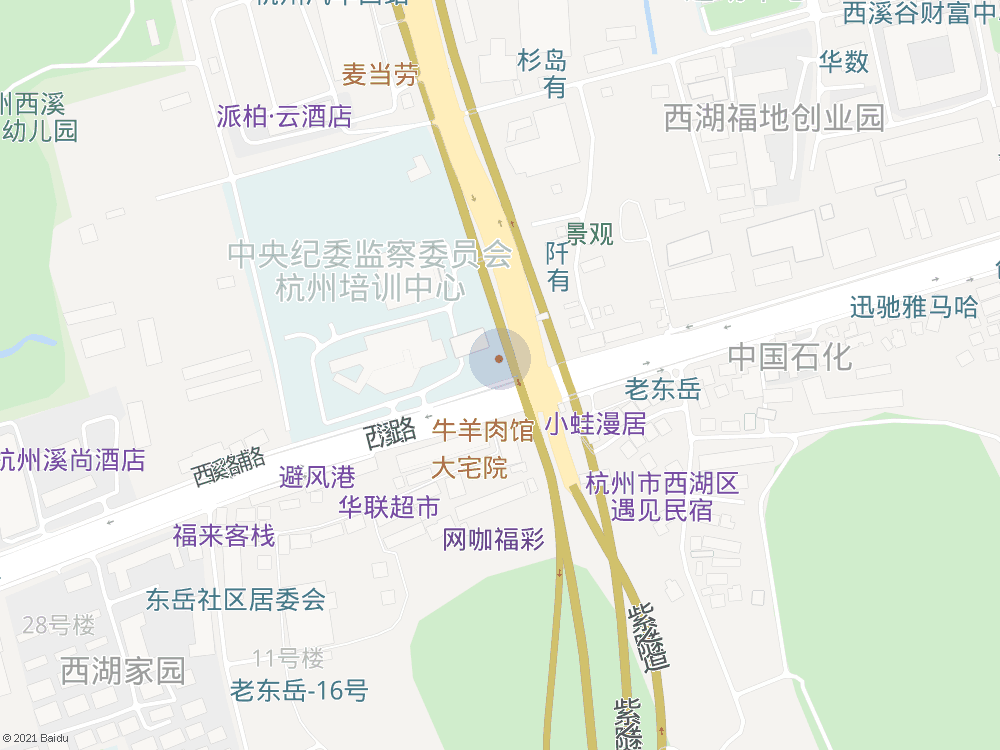 西溪谷财富中
麦当劳
杉岛
有
华数
州西溪
幼儿园
派柏·云酒店
西湖福地创业园
景观
阡
有
中央纪委监察委员会
杭州培训中心
迅驰雅马哈
中国石化
老东岳
小蛙漫居
西溪路
牛羊肉馆
大宅院
杭州溪尚酒店
西溪路辅路
避风港
华联超市
杭州市西湖区
遇见民宿
福来客栈
网咖福彩
东岳社区居委会
28号楼
西湖家园
11号楼
老东岳-16号
紫隧道
紫隧
© 2021 Baidu